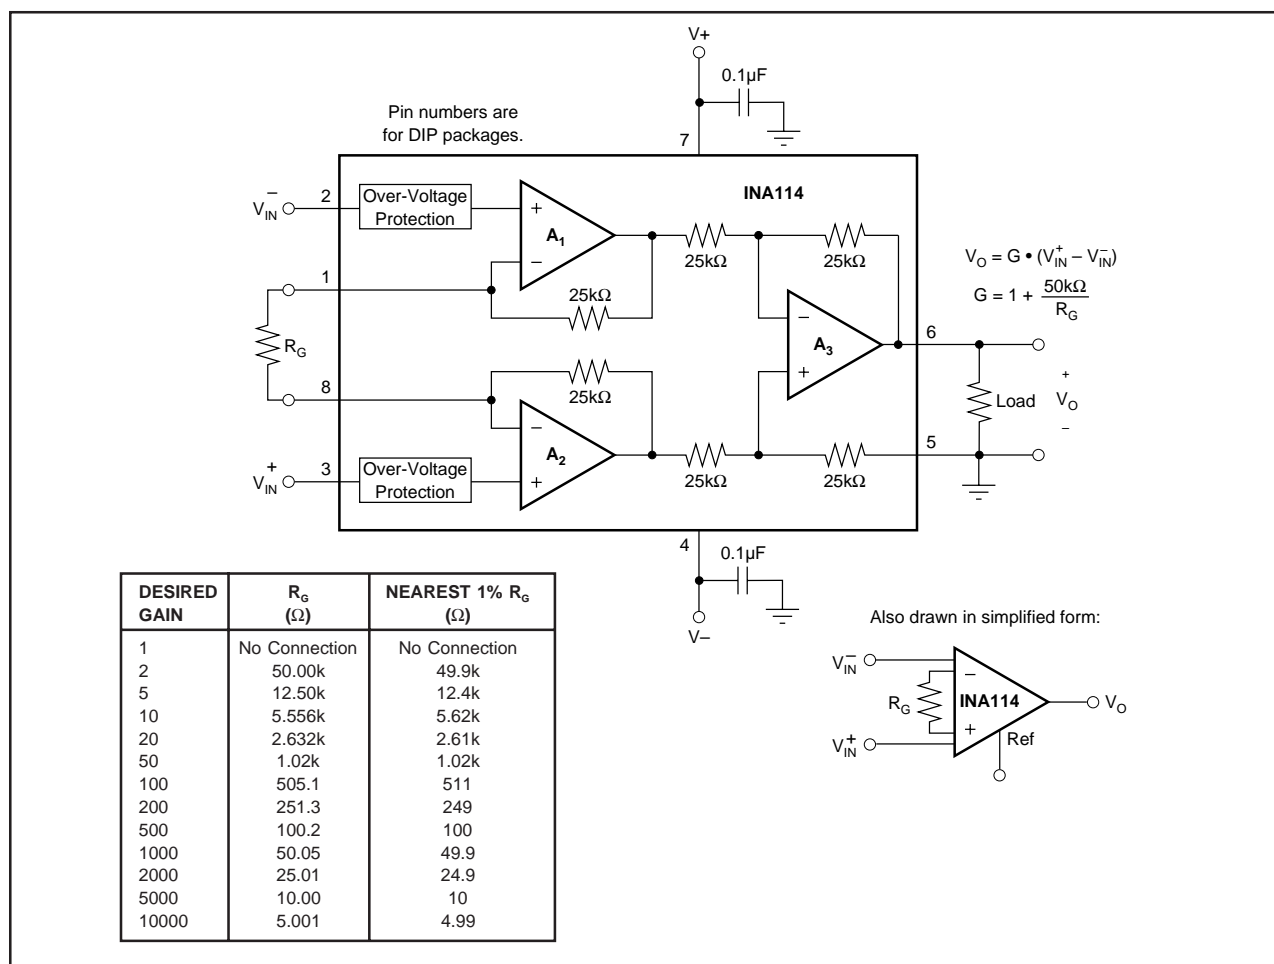 V+
0.1µF
Pin numbers are
for DIP packages.
7
INA114
V⁻IN
2
Over-Voltage
Protection
+
A1
–
25kΩ
25kΩ
1
25kΩ
RG
8
25kΩ
–
A2
+
V⁺IN
3
Over-Voltage
Protection
–
A3
+
25kΩ
25kΩ
VO = G • (V⁺IN – V⁻IN)
G = 1 + 50kΩ / RG
6
Load
+
VO
–
5
4
0.1µF
V–
DESIRED GAIN | RG (Ω) | NEAREST 1% RG (Ω)
1 | No Connection | No Connection
2 | 50.00k | 49.9k
5 | 12.50k | 12.4k
10 | 5.556k | 5.62k
20 | 2.632k | 2.61k
50 | 1.02k | 1.02k
100 | 505.1 | 511
200 | 251.3 | 249
500 | 100.2 | 100
1000 | 50.05 | 49.9
2000 | 25.01 | 24.9
5000 | 10.00 | 10
10000 | 5.001 | 4.99
Also drawn in simplified form:
V⁻IN
–
RG
INA114
VO
+
V⁺IN
Ref